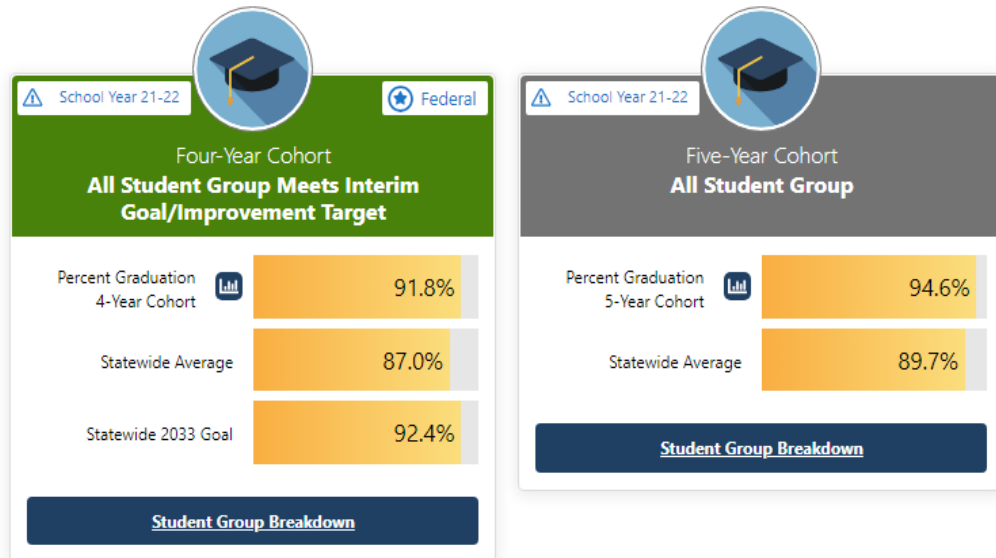 School Year 21-22
Federal
Four-Year Cohort
All Student Group Meets Interim
Goal/Improvement Target
Percent Graduation
4-Year Cohort
91.8%
Statewide Average
87.0%
Statewide 2033 Goal
92.4%
Student Group Breakdown
School Year 21-22
Five-Year Cohort
All Student Group
Percent Graduation
5-Year Cohort
94.6%
Statewide Average
89.7%
Student Group Breakdown